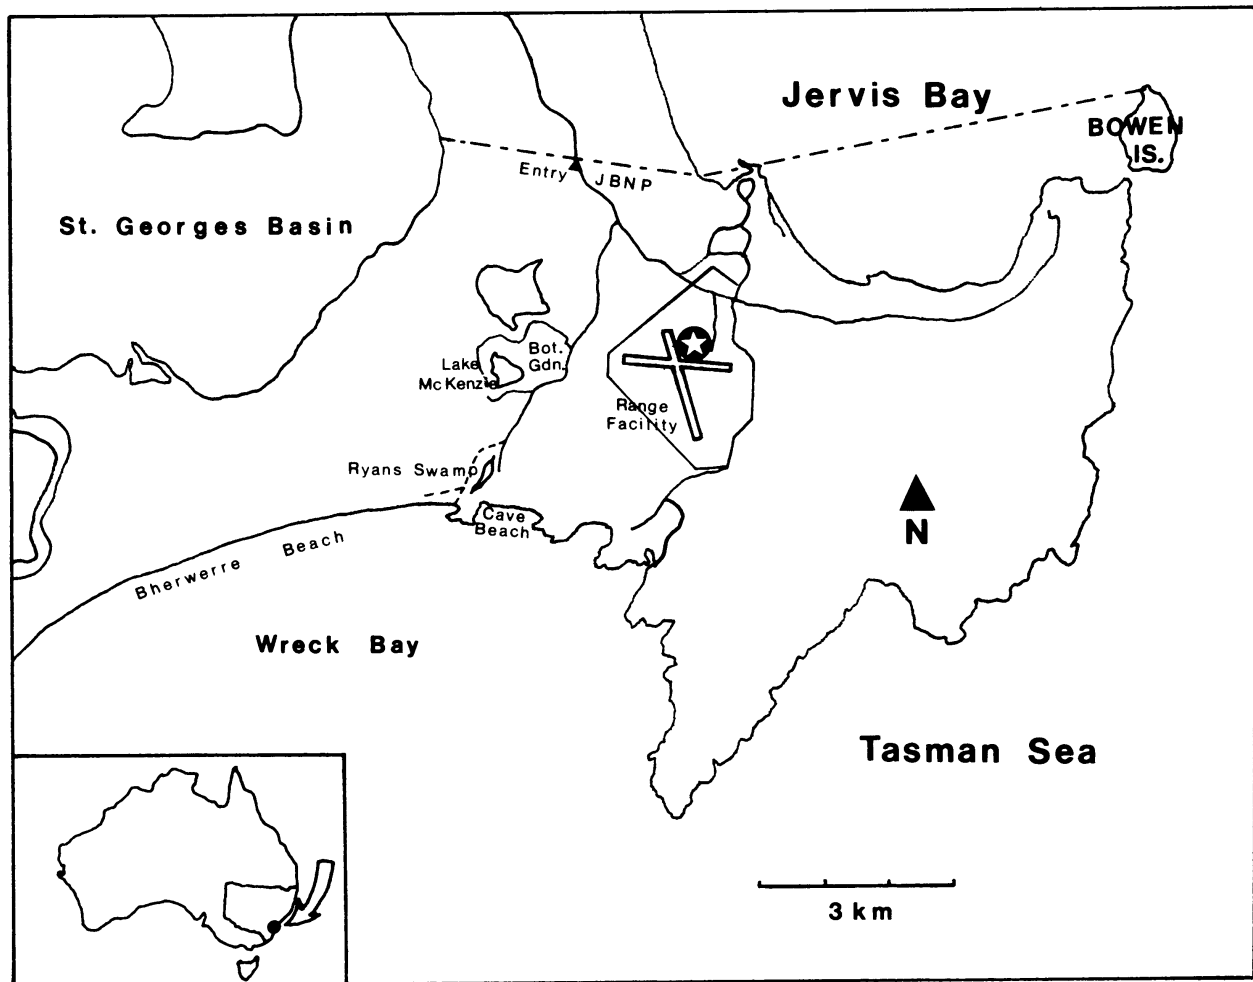 Jervis Bay
BOWEN
IS.
Entry JBNP
St. Georges Basin
Bot.
Gdn.
Lake
McKenzie
Range
Facility
Ryans Swamp
Cave
Beach
Bherwerre Beach
N
Wreck Bay
Tasman Sea
3 km